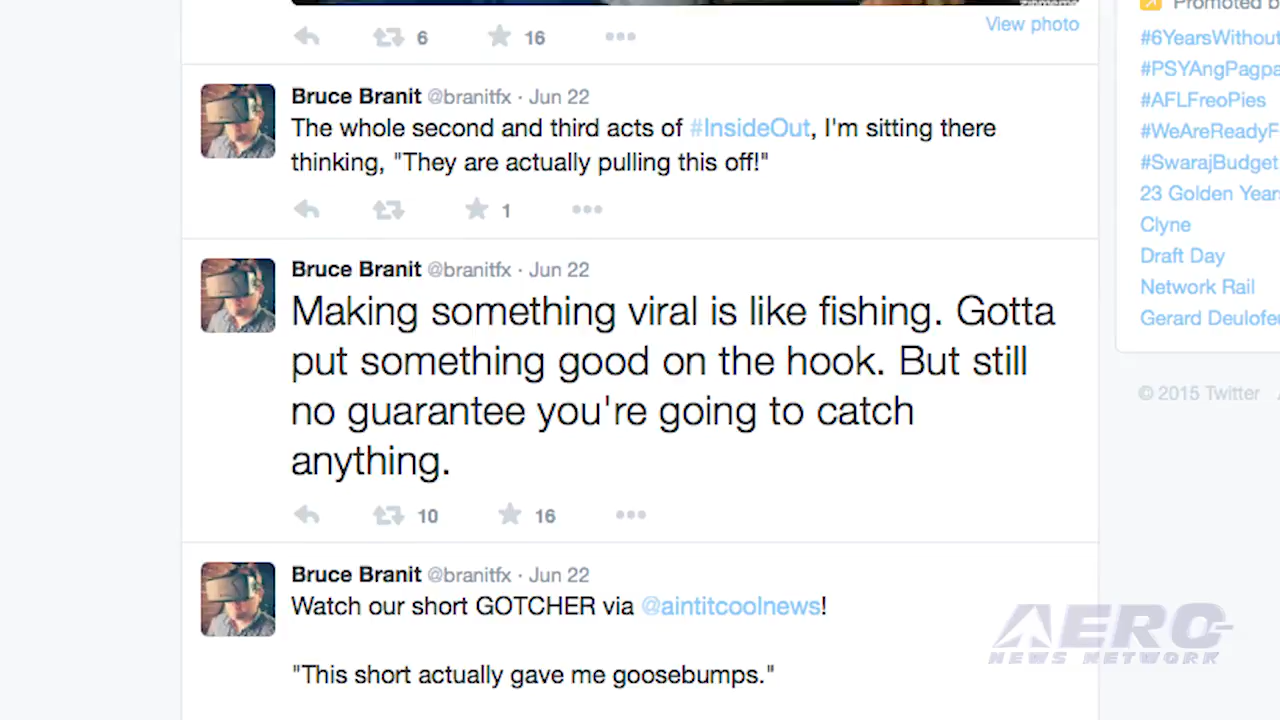 Promoted b
View photo
6
16
#6YearsWithout
#PSYAngPagpa
#AFLFreoPies
#WeAreReadyF
#SwarajBudget
23 Golden Years
Clyne
Draft Day
Network Rail
Gerard Deulofeu
© 2015 Twitter
Bruce Branit @branitfx · Jun 22
The whole second and third acts of #InsideOut, I'm sitting there
thinking, "They are actually pulling this off!"
1
Bruce Branit @branitfx · Jun 22
Making something viral is like fishing. Gotta
put something good on the hook. But still
no guarantee you're going to catch
anything.
10
16
Bruce Branit @branitfx · Jun 22
Watch our short GOTCHER via @aintitcoolnews!
"This short actually gave me goosebumps."
AERO
NEWS NETWORK